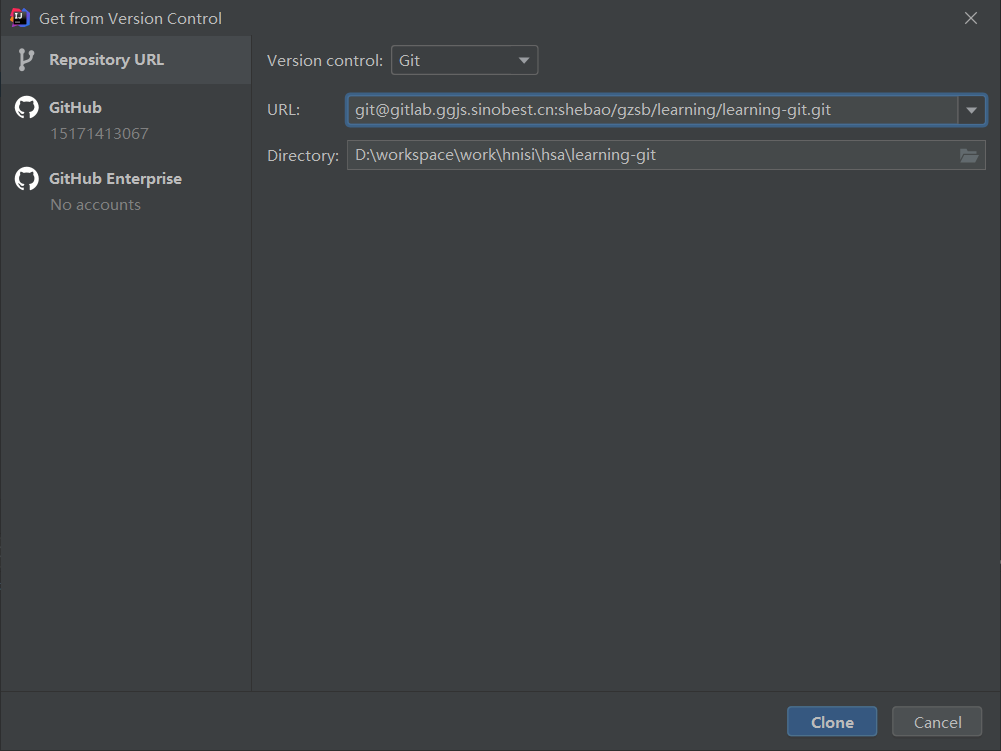 Get from Version Control
Repository URL
GitHub
15171413067
GitHub Enterprise
No accounts
Version control: Git
URL: git@gitlab.ggjs.sinobest.cn:shebao/gzsb/learning/learning-git.git
Directory: D:\workspace\work\hnisi\hsa\learning-git
Clone Cancel